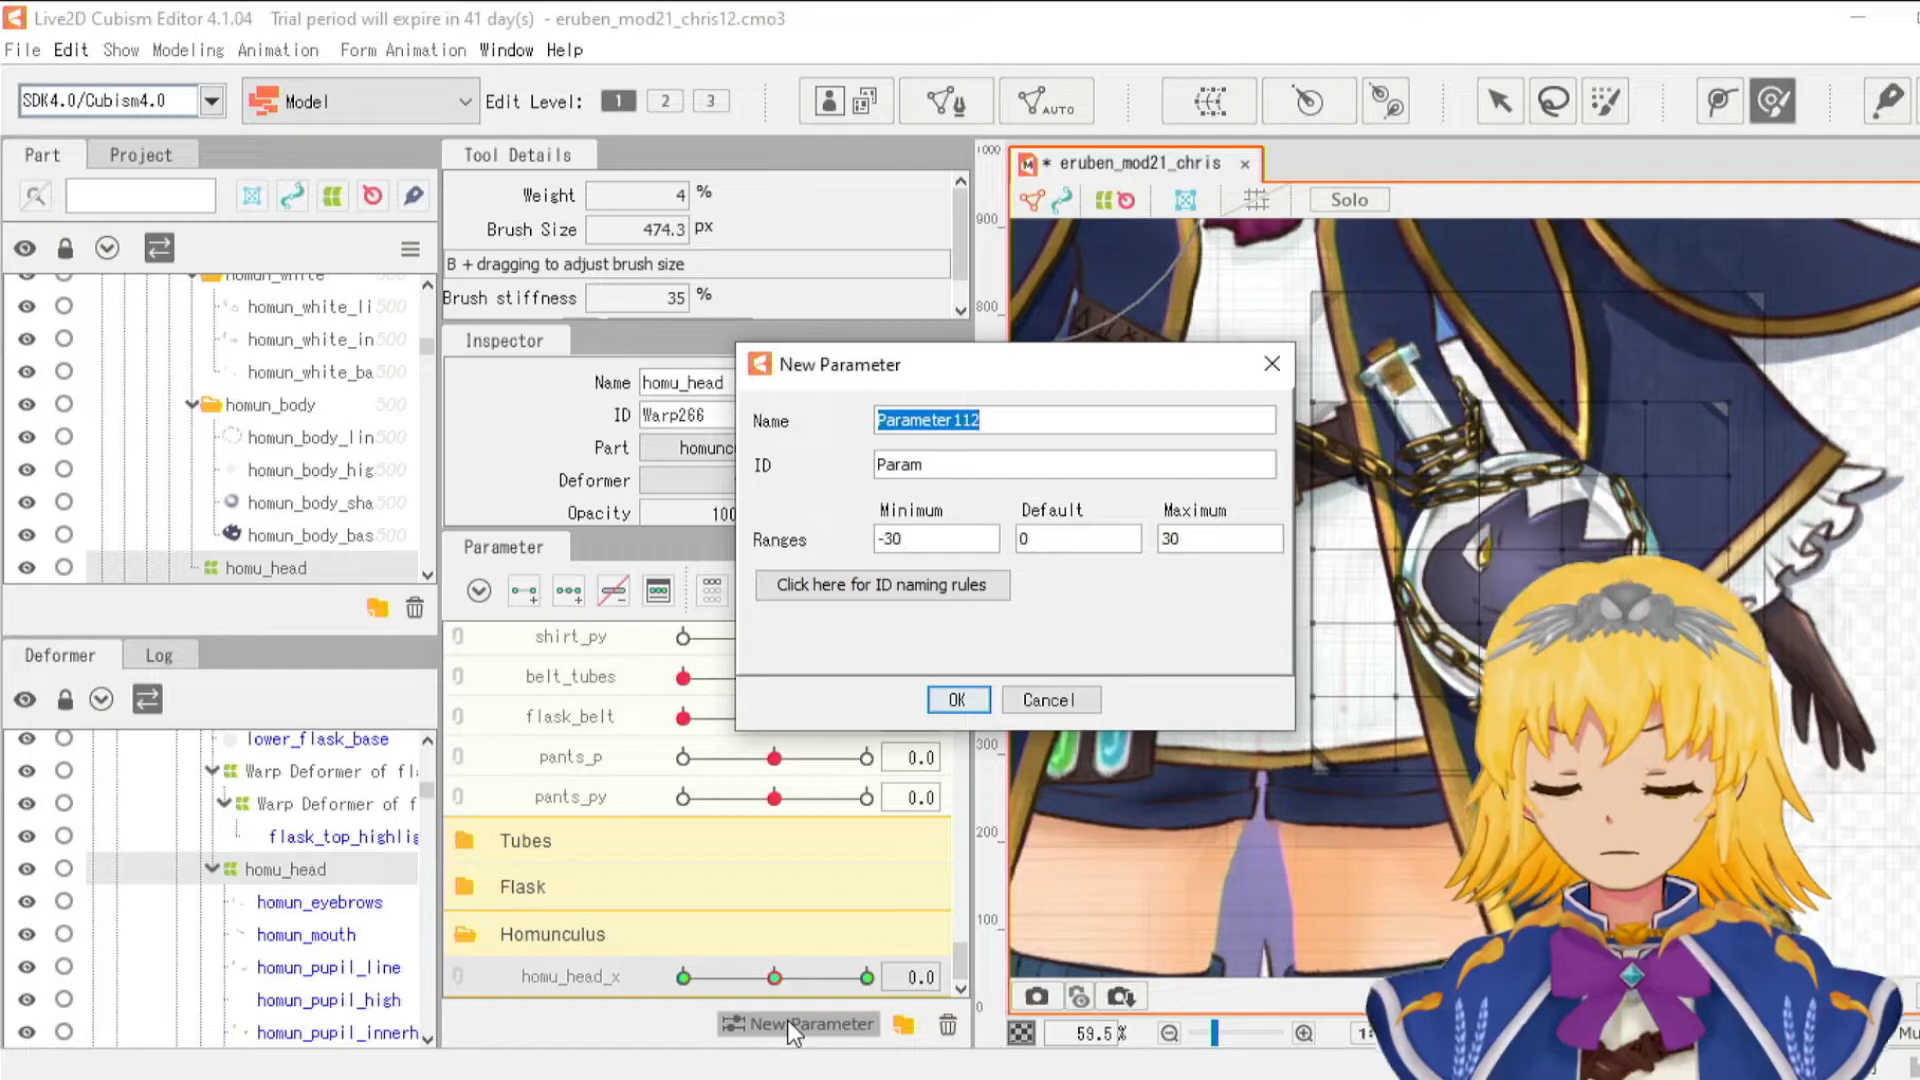 Live2D Cubism Editor 4.1.04 Trial period will expire in 41 day(s) - eruben_mod21_chris12.cmo3
File Edit Show Modeling Animation Form Animation Window Help
SDK4.0/Cubism4.0
Model
Edit Level: 1 2 3
AUTO
Part Project
homun_white 500
homun_white_li 500
homun_white_in 500
homun_white_ba 500
homun_body 500
homun_body_lin 500
homun_body_hig 500
homun_body_sha 500
homun_body_bas 500
homu_head
Deformer Log
lower_flask_base
Warp Deformer of fl
Warp Deformer of f
flask_top_highlig
homu_head
homun_eyebrows
homun_mouth
homun_pupil_line
homun_pupil_high
homun_pupil_innerh
Tool Details
Weight 4 %
Brush Size 474.3 px
B + dragging to adjust brush size
Brush stiffness 35 %
Inspector
Name homu_head
ID Warp266
Part homunc
Deformer
Opacity 100
Parameter
shirt_py
belt_tubes
flask_belt
pants_p 0.0
pants_py 0.0
Tubes
Flask
Homunculus
homu_head_x 0.0
New Parameter
New Parameter
Name Parameter112
ID Param
Minimum Default Maximum
Ranges -30 0 30
Click here for ID naming rules
OK Cancel
* eruben_mod21_chris
Solo
1000
900
800
300
200
100
0
59.5%
1:
Mu